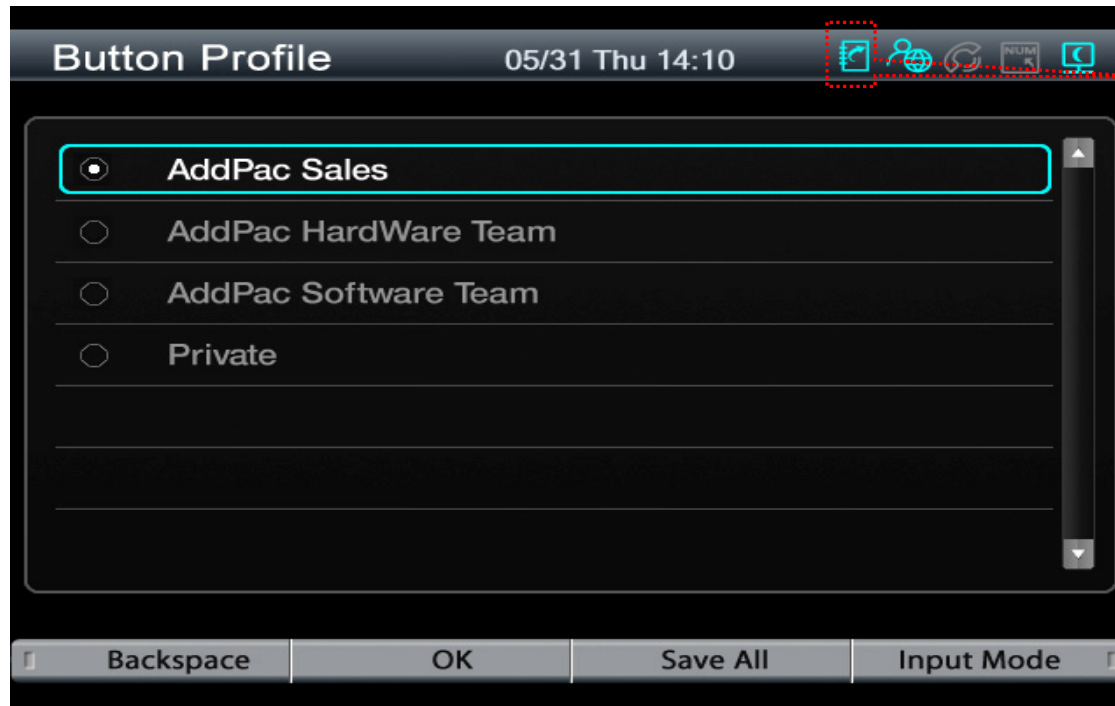 Button Profile 05/31 Thu 14:10 NUM
AddPac Sales
AddPac HardWare Team
AddPac Software Team
Private
Backspace OK Save All Input Mode